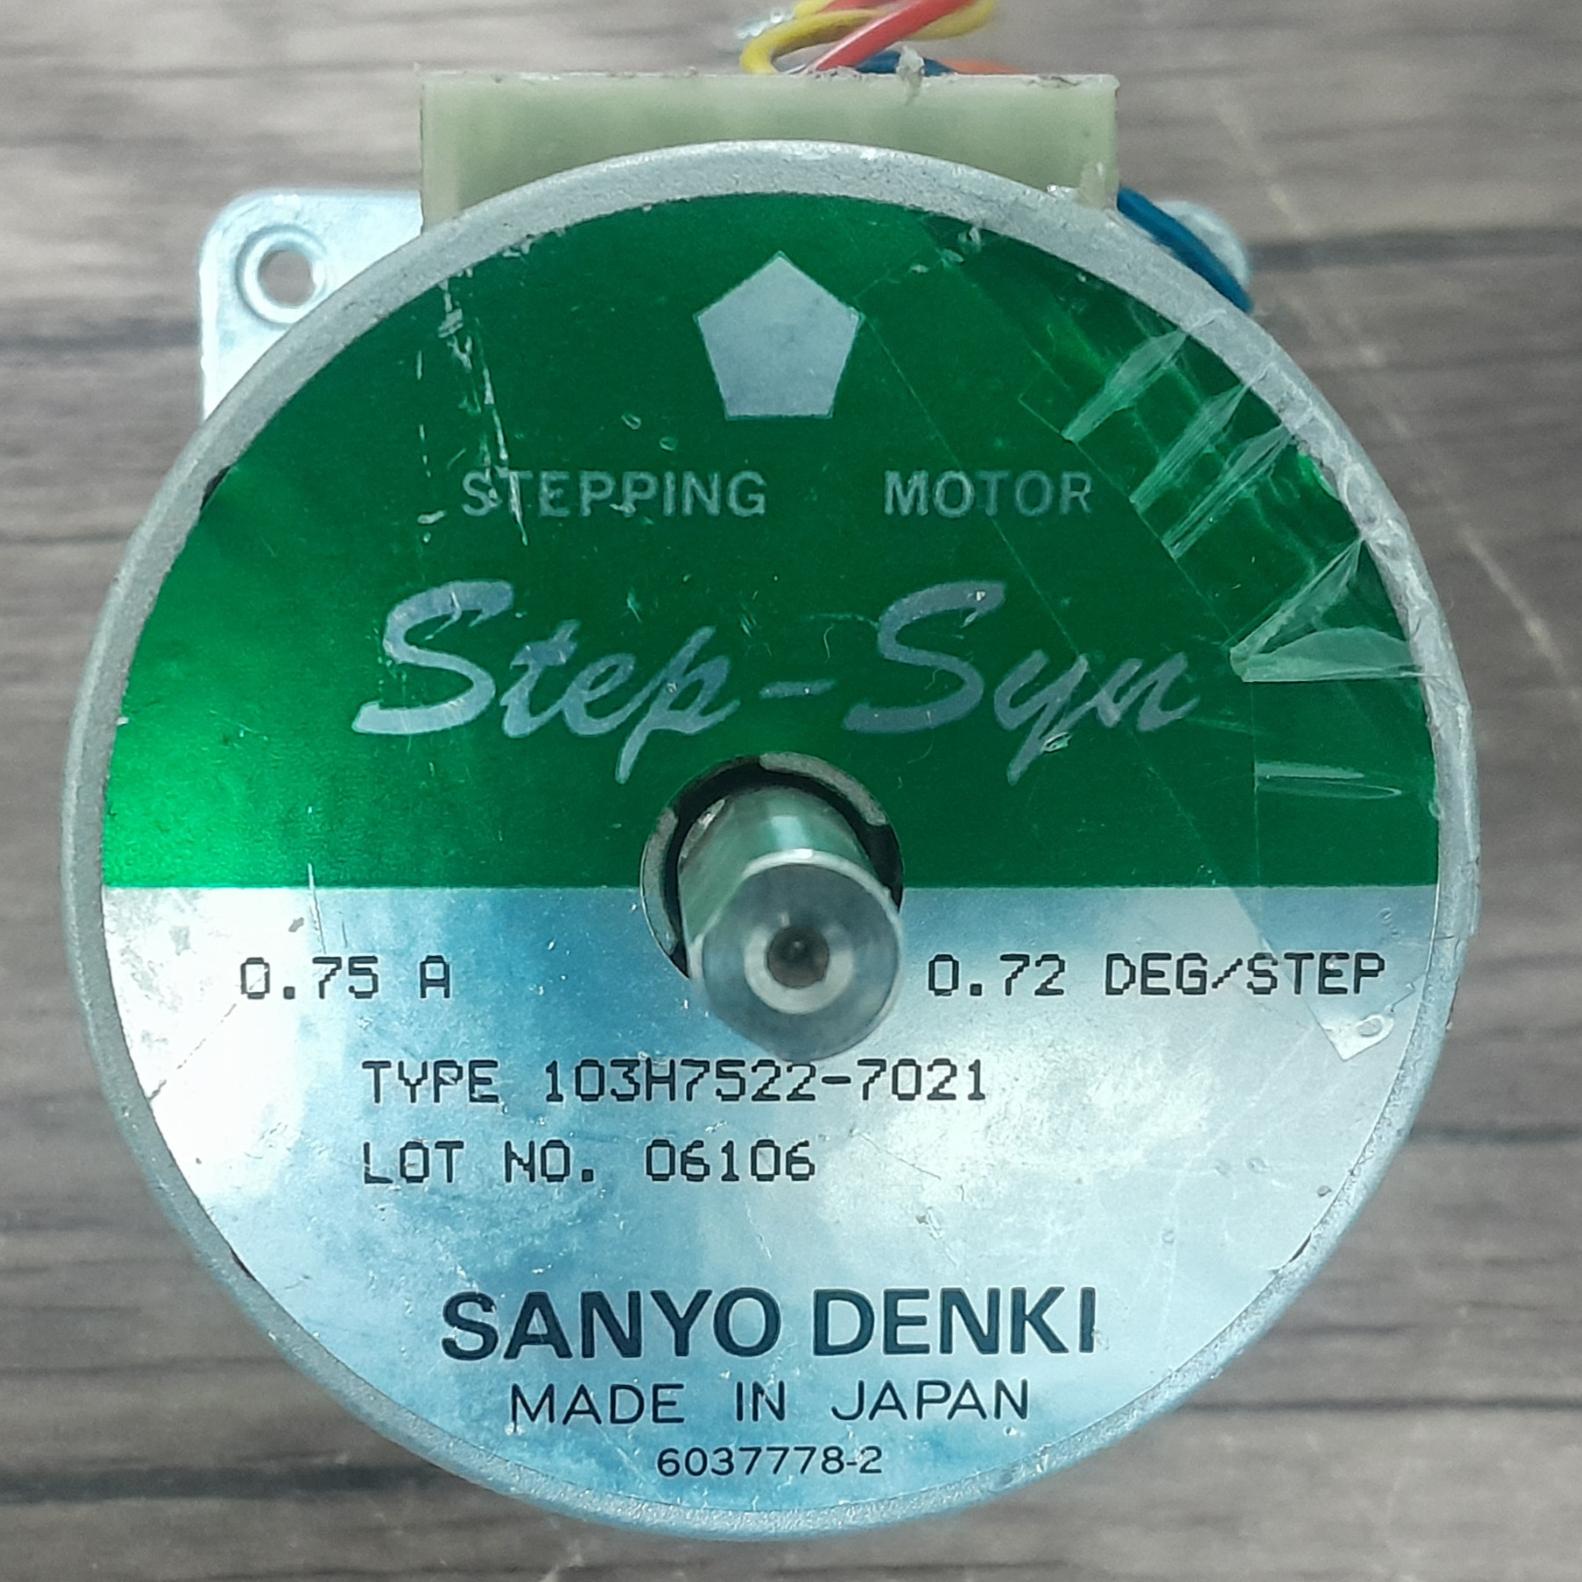 STEPPING MOTOR
Step-Syn
0.75 A 0.72 DEG/STEP
TYPE 103H7522-7021
LOT NO. 06106
SANYO DENKI
MADE IN JAPAN
6037778-2